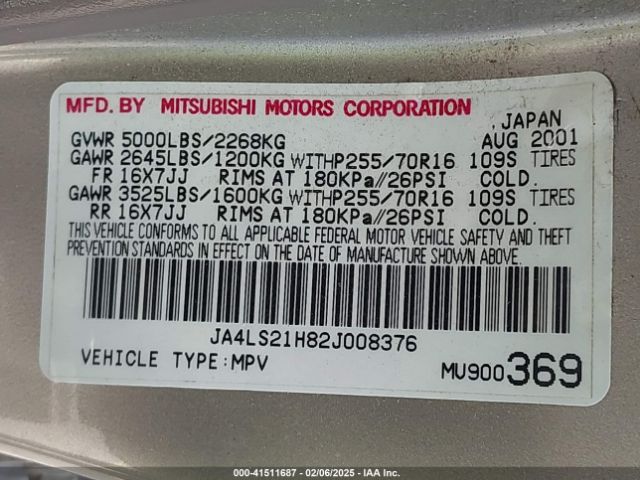 MFD. BY MITSUBISHI MOTORS CORPORATION
, JAPAN
GVWR 5000LBS/2268KG AUG 2001
GAWR 2645LBS/1200KG WITHP255/70R16 109S TIRES
FR 16X7JJ RIMS AT 180KPa//26PSI COLD.
GAWR 3525LBS/1600KG WITHP255/70R16 109S TIRES
RR 16X7JJ RIMS AT 180KPa//26PSI COLD.
THIS VEHICLE CONFORMS TO ALL APPLICABLE FEDERAL MOTOR VEHICLE SAFETY AND THEFT
PREVENTION STANDARDS IN EFFECT ON THE DATE OF MANUFACTURE SHOWN ABOVE.
JA4LS21H82J008376
VEHICLE TYPE:MPV MU900369
000-41511687 - 02/06/2025 - IAA Inc.